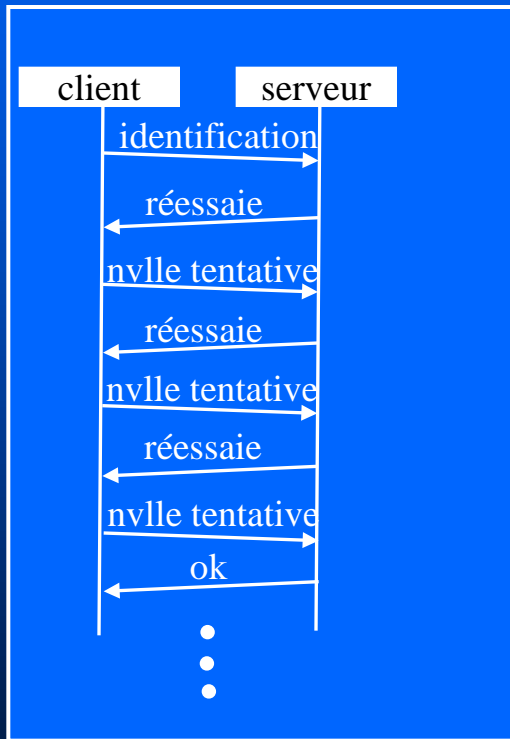 client serveur
identification
réessaie
nvlle tentative
réessaie
nvlle tentative
réessaie
nvlle tentative
ok